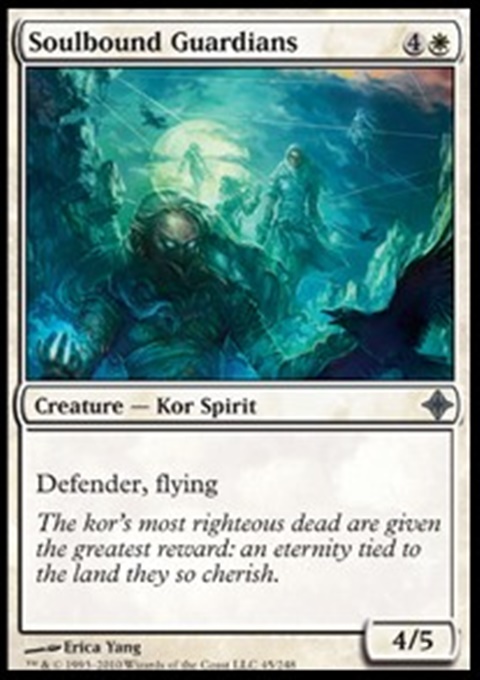 Soulbound Guardians 4
Creature — Kor Spirit
Defender, flying
The kor's most righteous dead are given
the greatest reward: an eternity tied to
the land they so cherish.
4/5
Erica Yang
™ & © 1993–2010 Wizards of the Coast LLC 45/248